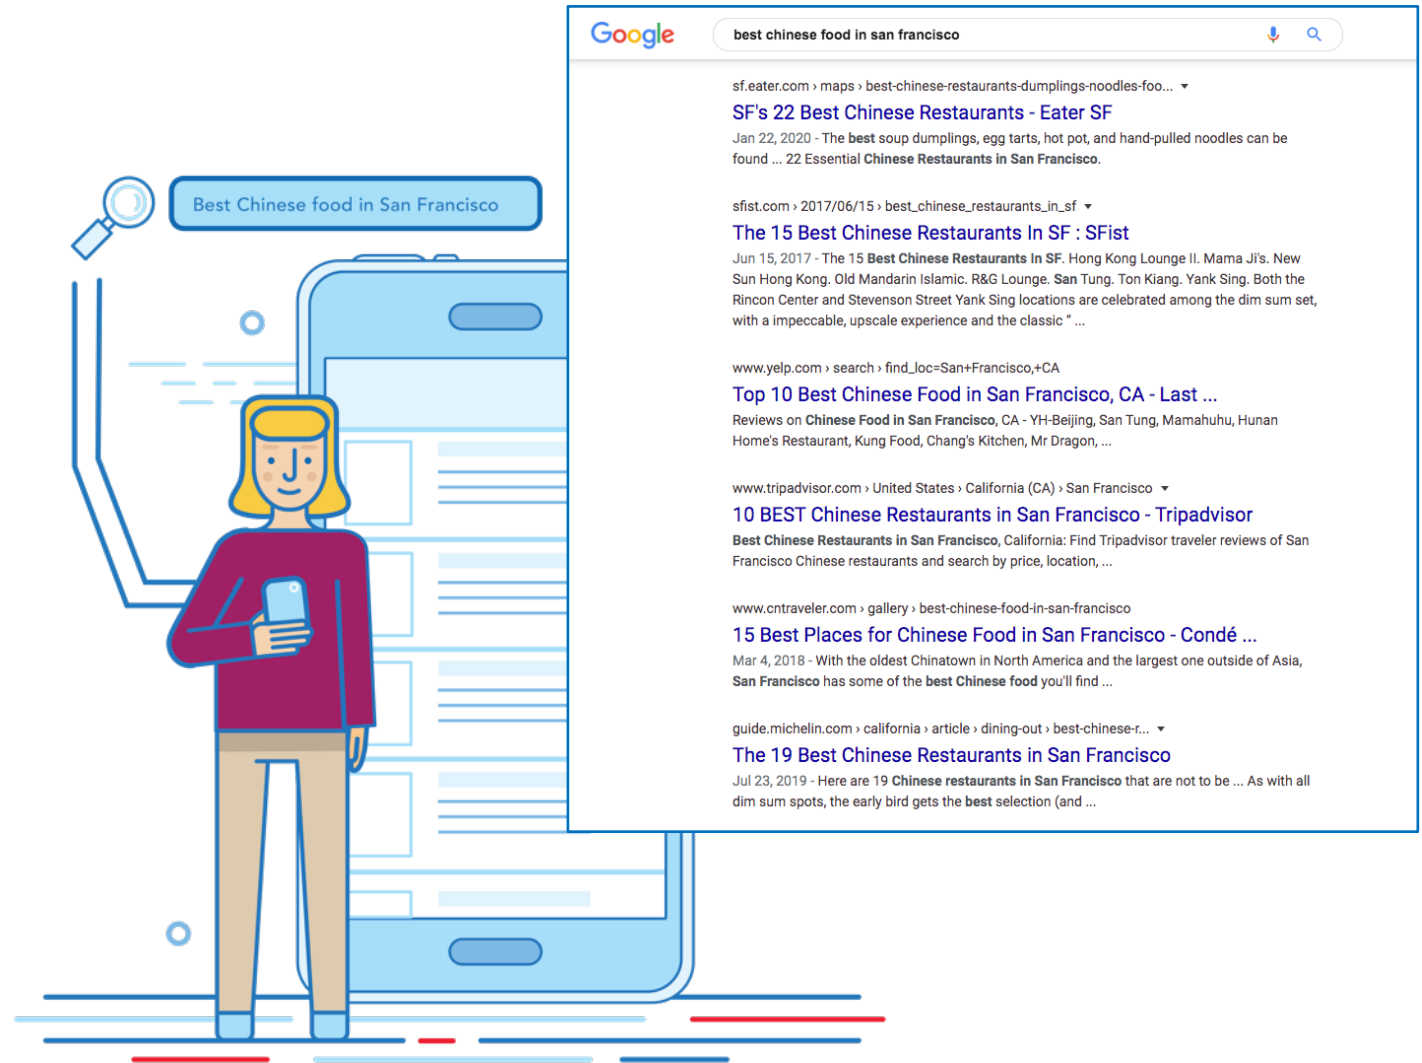 Google
best chinese food in san francisco
sf.eater.com › maps › best-chinese-restaurants-dumplings-noodles-foo...
SF's 22 Best Chinese Restaurants - Eater SF
Jan 22, 2020 - The best soup dumplings, egg tarts, hot pot, and hand-pulled noodles can be
found ... 22 Essential Chinese Restaurants in San Francisco.
sfist.com › 2017/06/15 › best_chinese_restaurants_in_sf
The 15 Best Chinese Restaurants In SF : SFist
Jun 15, 2017 - The 15 Best Chinese Restaurants In SF. Hong Kong Lounge II. Mama Ji's. New
Sun Hong Kong. Old Mandarin Islamic. R&G Lounge. San Tung. Ton Kiang. Yank Sing. Both the
Rincon Center and Stevenson Street Yank Sing locations are celebrated among the dim sum set,
with a impeccable, upscale experience and the classic “ ...
www.yelp.com › search › find_loc=San+Francisco,+CA
Top 10 Best Chinese Food in San Francisco, CA - Last ...
Reviews on Chinese Food in San Francisco, CA - YH-Beijing, San Tung, Mamahuhu, Hunan
Home's Restaurant, Kung Food, Chang's Kitchen, Mr Dragon, ...
www.tripadvisor.com › United States › California (CA) › San Francisco
10 BEST Chinese Restaurants in San Francisco - Tripadvisor
Best Chinese Restaurants in San Francisco, California: Find Tripadvisor traveler reviews of San
Francisco Chinese restaurants and search by price, location, ...
www.cntraveler.com › gallery › best-chinese-food-in-san-francisco
15 Best Places for Chinese Food in San Francisco - Condé ...
Mar 4, 2018 - With the oldest Chinatown in North America and the largest one outside of Asia,
San Francisco has some of the best Chinese food you'll find ...
guide.michelin.com › california › article › dining-out › best-chinese-r...
The 19 Best Chinese Restaurants in San Francisco
Jul 23, 2019 - Here are 19 Chinese restaurants in San Francisco that are not to be ... As with all
dim sum spots, the early bird gets the best selection (and ...
Best Chinese food in San Francisco